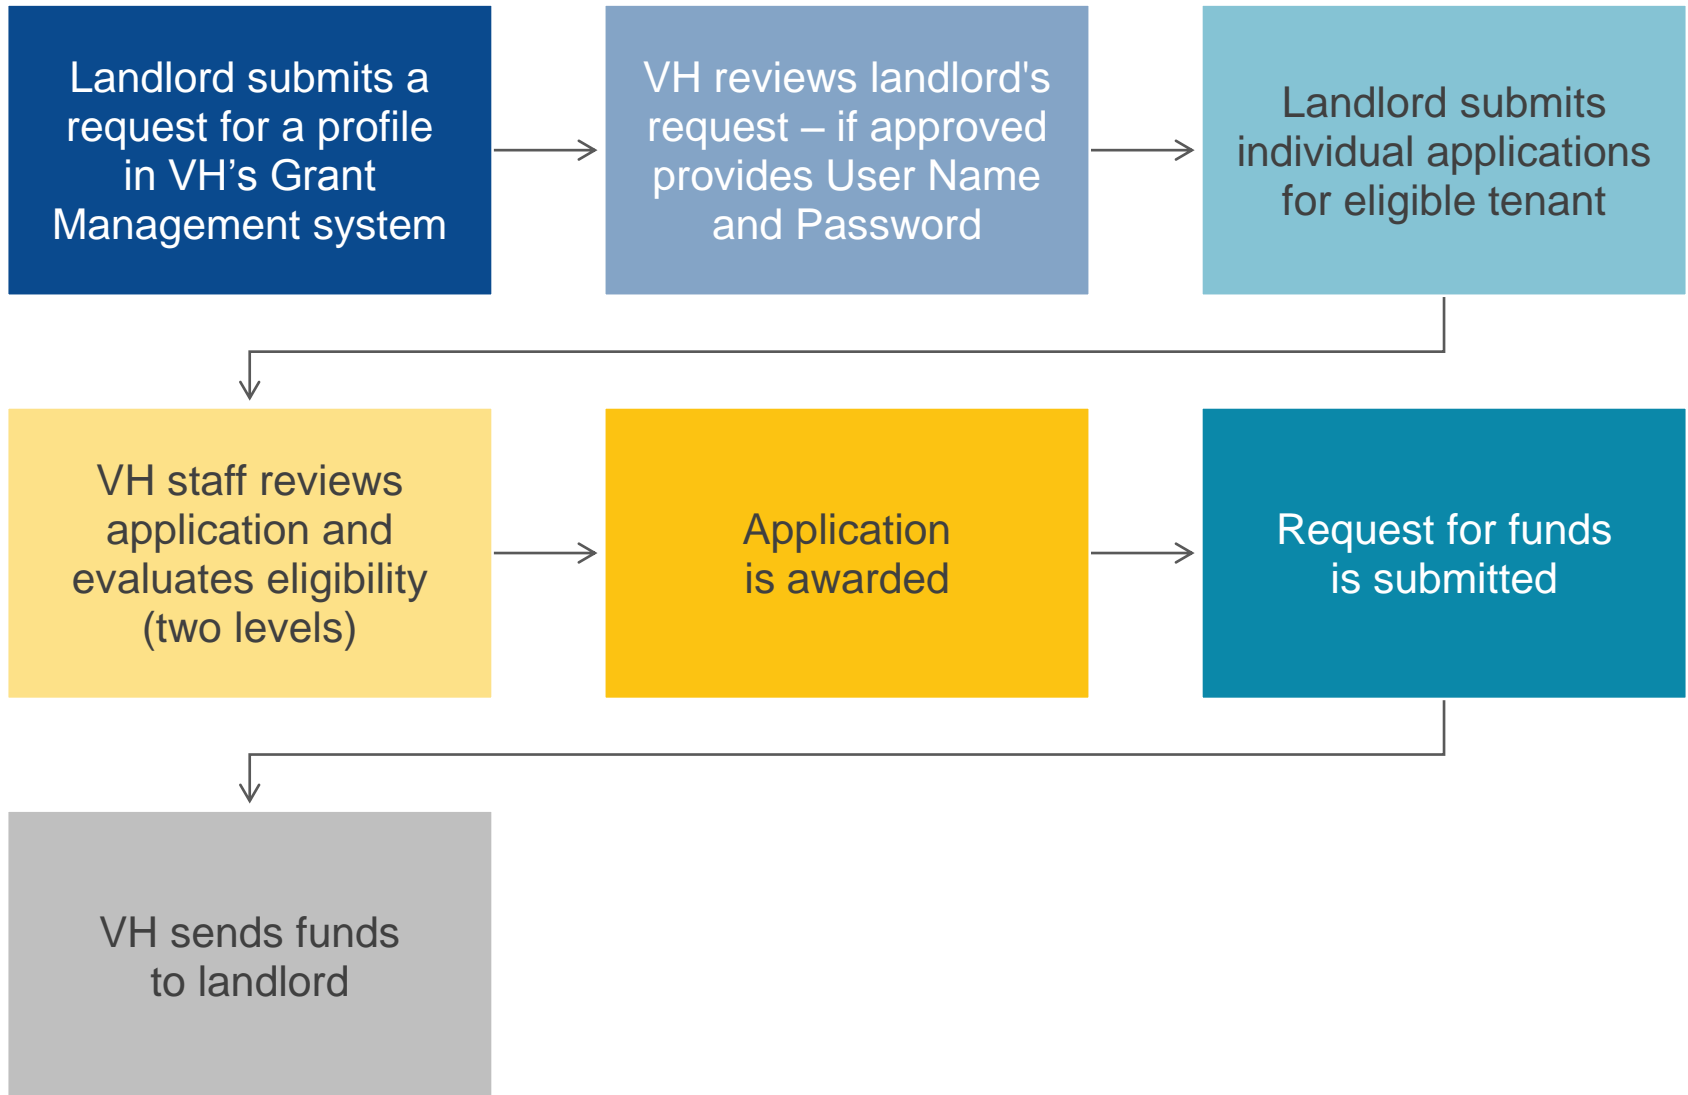 Landlord submits a
request for a profile
in VH’s Grant
Management system
VH reviews landlord's
request – if approved
provides User Name
and Password
Landlord submits
individual applications
for eligible tenant
VH staff reviews
application and
evaluates eligibility
(two levels)
Application
is awarded
Request for funds
is submitted
VH sends funds
to landlord